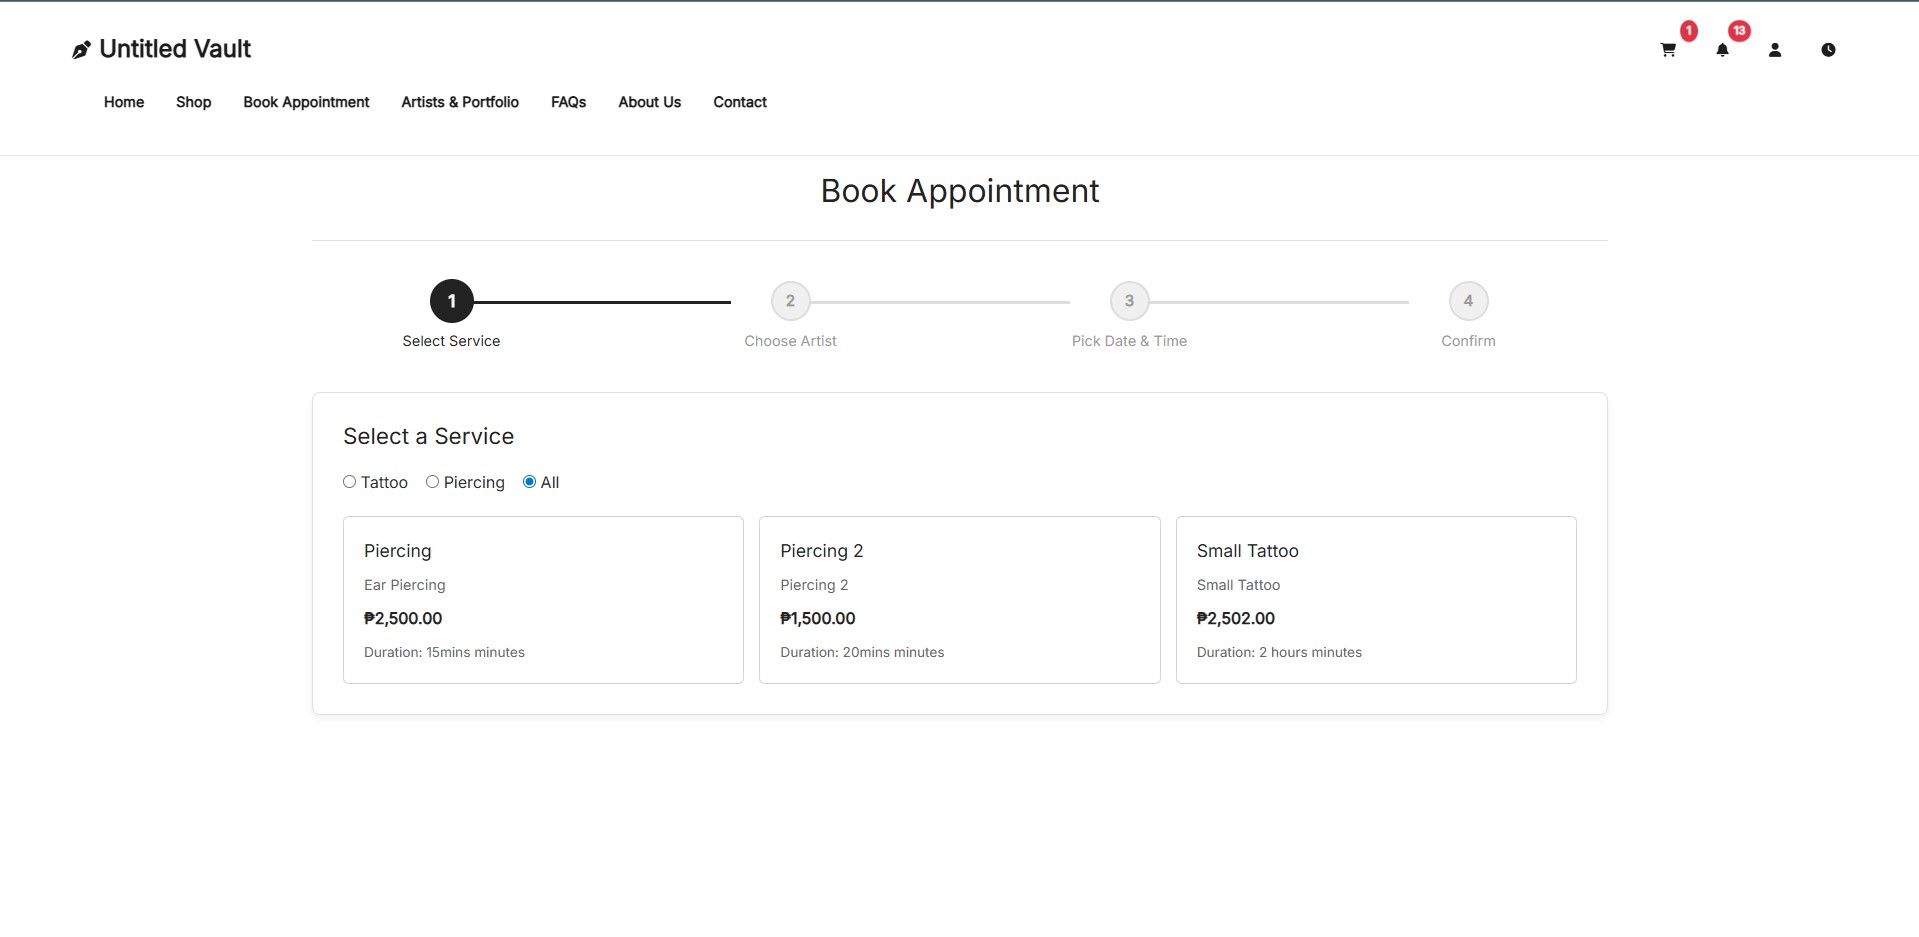 Untitled Vault
1
13
Home Shop Book Appointment Artists & Portfolio FAQs About Us Contact
Book Appointment
1 2 3 4
Select Service Choose Artist Pick Date & Time Confirm
Select a Service
Tattoo Piercing All
Piercing
Ear Piercing
₱2,500.00
Duration: 15mins minutes
Piercing 2
Piercing 2
₱1,500.00
Duration: 20mins minutes
Small Tattoo
Small Tattoo
₱2,502.00
Duration: 2 hours minutes